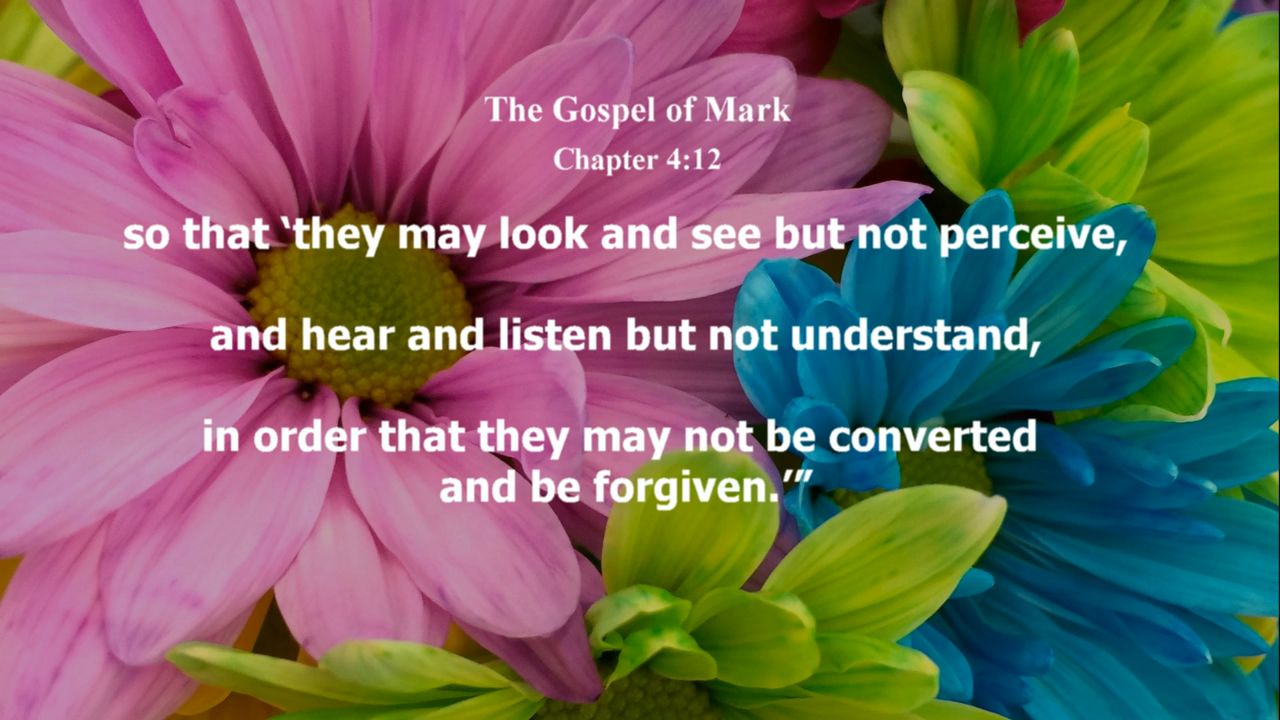 The Gospel of Mark
Chapter 4:12
so that ‘they may look and see but not perceive,
and hear and listen but not understand,
in order that they may not be converted
and be forgiven.’”